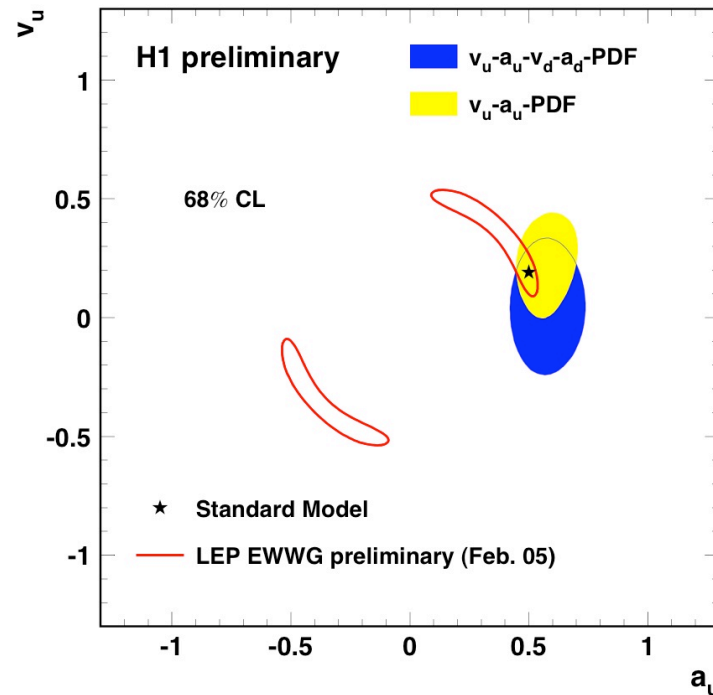 v_u
H1 preliminary
v_u-a_u-v_d-a_d-PDF
v_u-a_u-PDF
68% CL
1
0.5
0
-0.5
-1
★ Standard Model
LEP EWWG preliminary (Feb. 05)
-1 -0.5 0 0.5 1
a_u